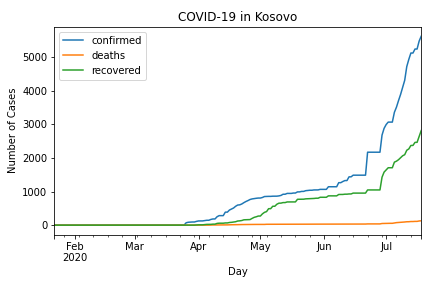 COVID-19 in Kosovo
confirmed
deaths
recovered
Number of Cases
5000
4000
3000
2000
1000
0
Feb Mar Apr May Jun Jul
2020
Day